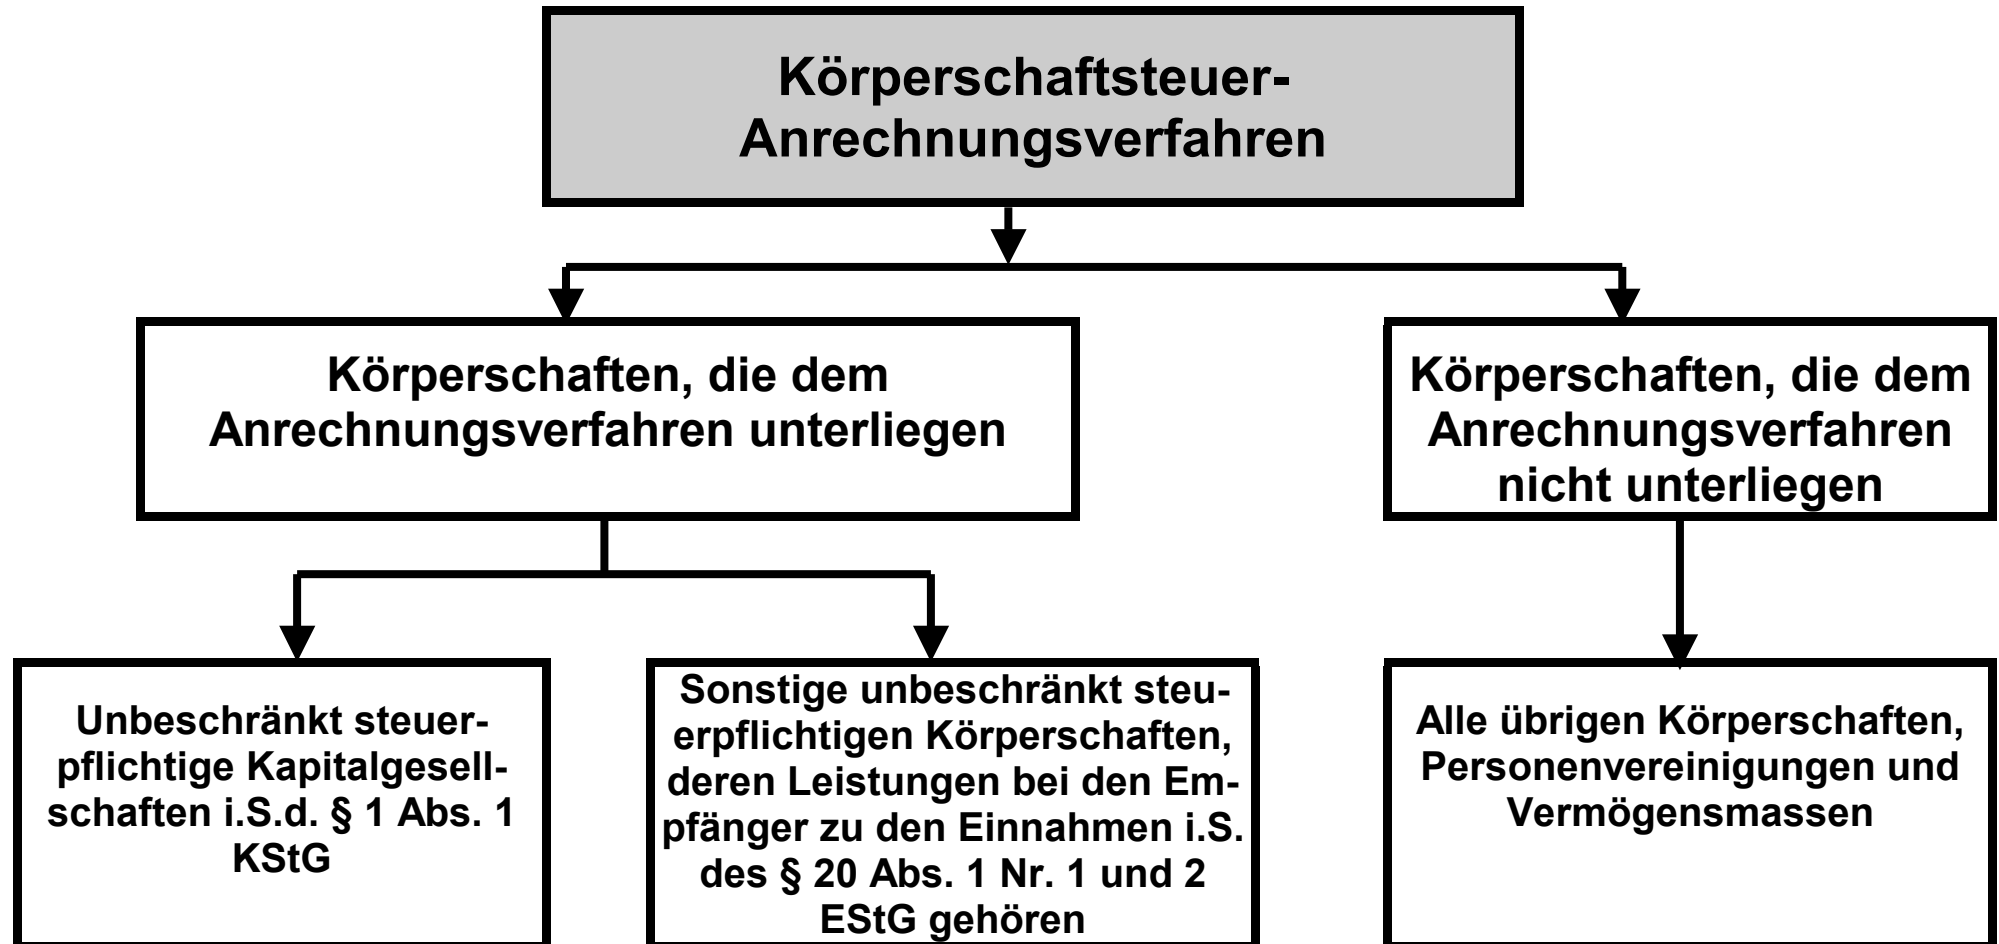 Körperschaftsteuer-
Anrechnungsverfahren
Körperschaften, die dem
Anrechnungsverfahren unterliegen
Körperschaften, die dem
Anrechnungsverfahren
nicht unterliegen
Unbeschränkt steuer-
pflichtige Kapitalgesell-
schaften i.S.d. § 1 Abs. 1
KStG
Sonstige unbeschränkt steu-
erpflichtigen Körperschaften,
deren Leistungen bei den Em-
pfänger zu den Einnahmen i.S.
des § 20 Abs. 1 Nr. 1 und 2
EStG gehören
Alle übrigen Körperschaften,
Personenvereinigungen und
Vermögensmassen